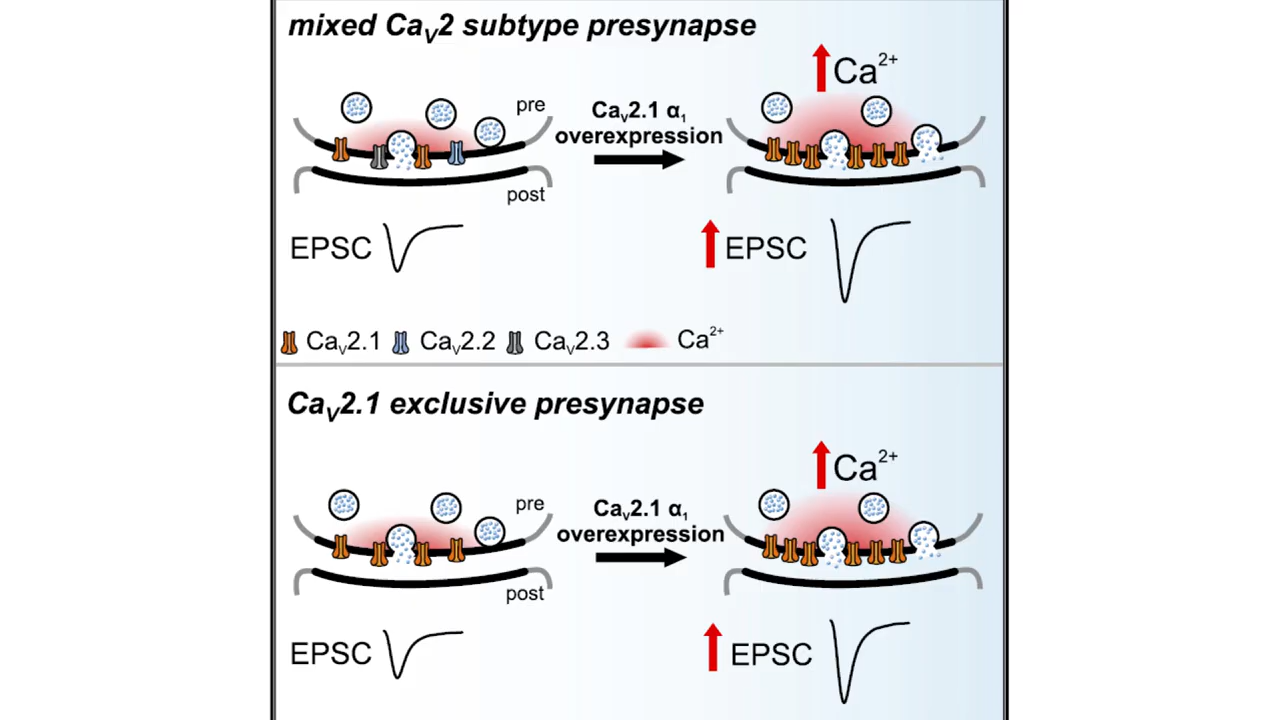 mixed CaV2 subtype presynapse
Ca2+
pre
CaV2.1 α1
overexpression
post
EPSC
EPSC
CaV2.1 CaV2.2 CaV2.3 Ca2+
CaV2.1 exclusive presynapse
Ca2+
pre
CaV2.1 α1
overexpression
post
EPSC
EPSC